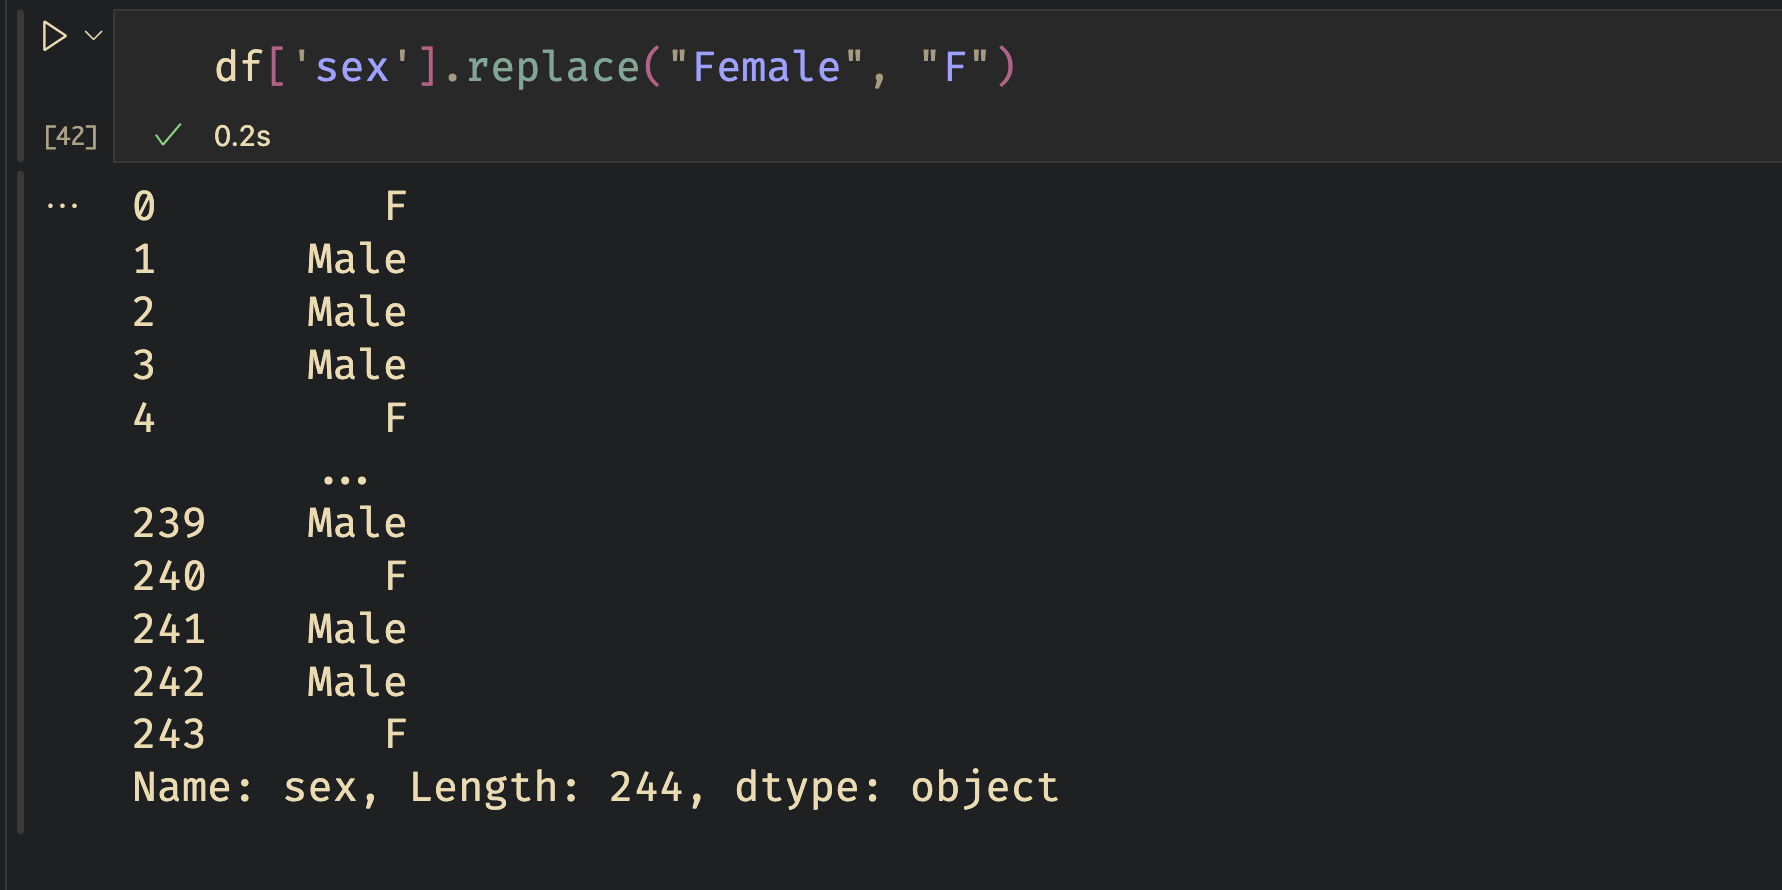 df['sex'].replace("Female", "F")
[42] 0.2s
... 0 F
1 Male
2 Male
3 Male
4 F
...
239 Male
240 F
241 Male
242 Male
243 F
Name: sex, Length: 244, dtype: object